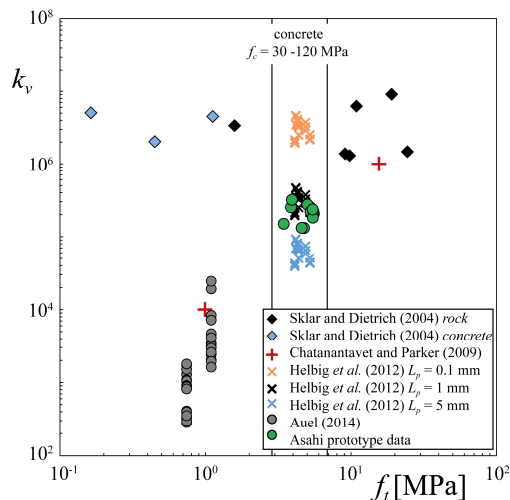 10^8
concrete
f_c = 30 -120 MPa
k_v
10^6
10^4
Sklar and Dietrich (2004) rock
Sklar and Dietrich (2004) concrete
Chatanantavet and Parker (2009)
Helbig et al. (2012) L_p = 0.1 mm
Helbig et al. (2012) L_p = 1 mm
Helbig et al. (2012) L_p = 5 mm
Auel (2014)
Asahi prototype data
10^2
10^-1 10^0 10^1 10^2
f_t [MPa]